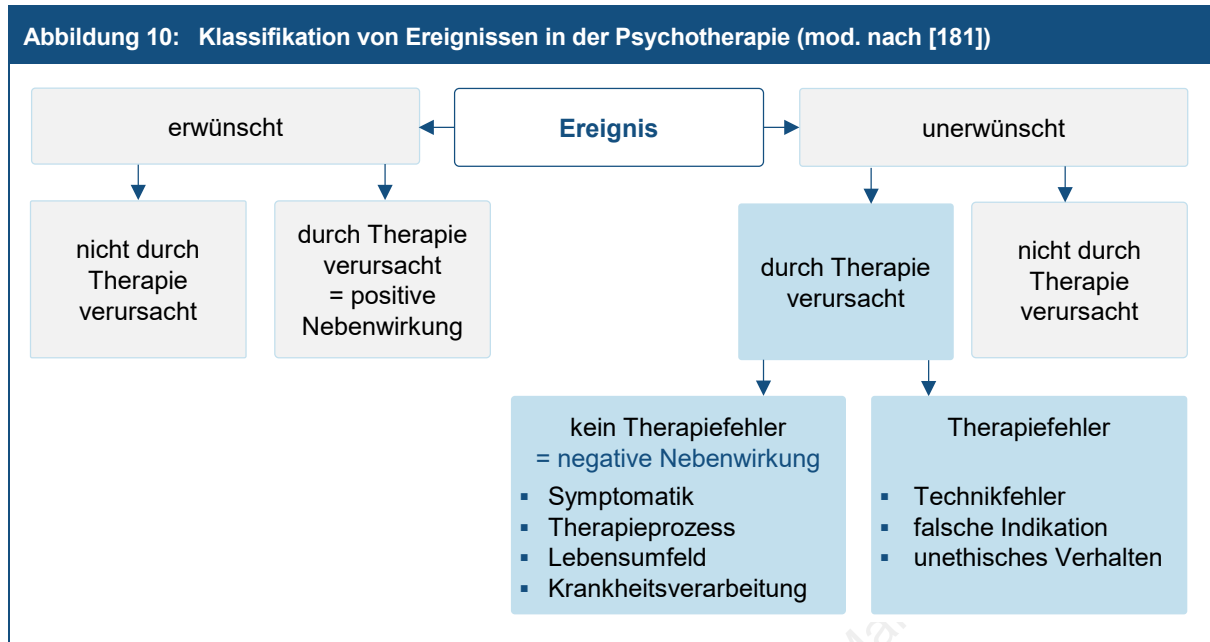 Abbildung 10: Klassifikation von Ereignissen in der Psychotherapie (mod. nach [181])
erwünscht
Ereignis
unerwünscht
nicht durch
Therapie
verursacht
durch Therapie
verursacht
= positive
Nebenwirkung
durch Therapie
verursacht
nicht durch
Therapie
verursacht
kein Therapiefehler
= negative Nebenwirkung
▪ Symptomatik
▪ Therapieprozess
▪ Lebensumfeld
▪ Krankheitsverarbeitung
Therapiefehler
▪ Technikfehler
▪ falsche Indikation
▪ unethisches Verhalten